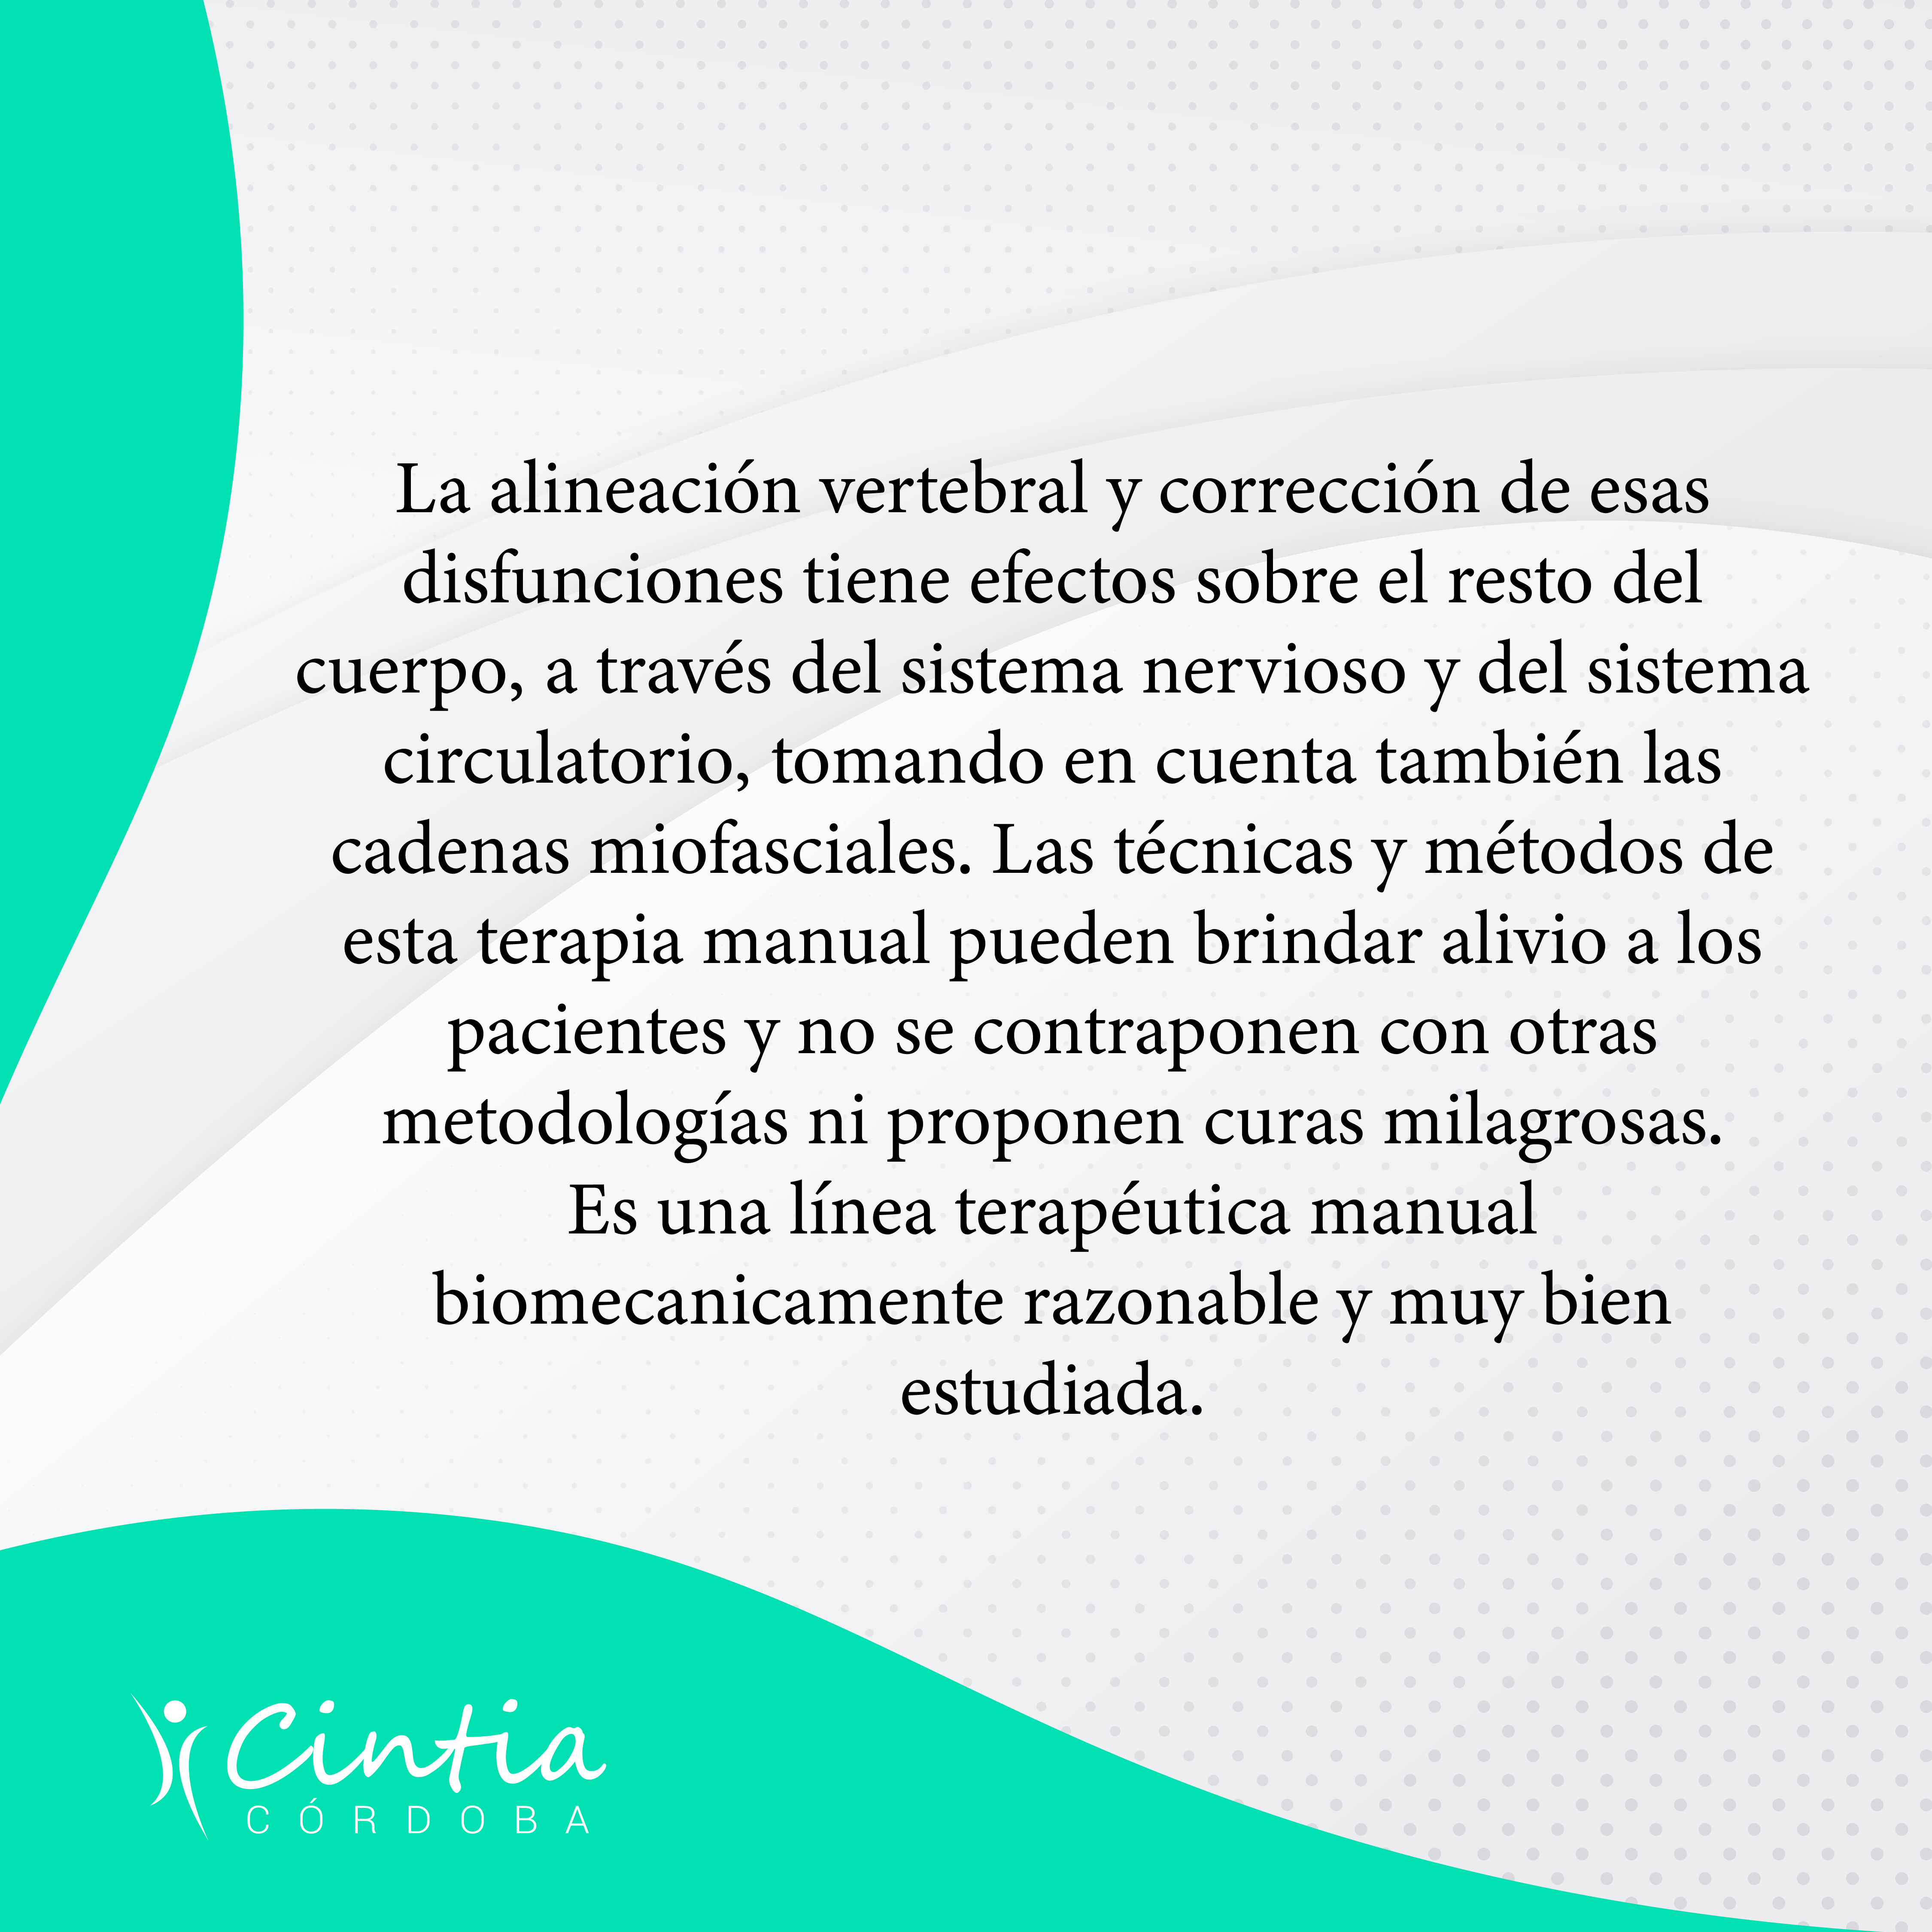 La alineación vertebral y corrección de esas
disfunciones tiene efectos sobre el resto del
cuerpo, a través del sistema nervioso y del sistema
circulatorio, tomando en cuenta también las
cadenas miofasciales. Las técnicas y métodos de
esta terapia manual pueden brindar alivio a los
pacientes y no se contraponen con otras
metodologías ni proponen curas milagrosas.
Es una línea terapéutica manual
biomecanicamente razonable y muy bien
estudiada.
Cintia
CÓRDOBA